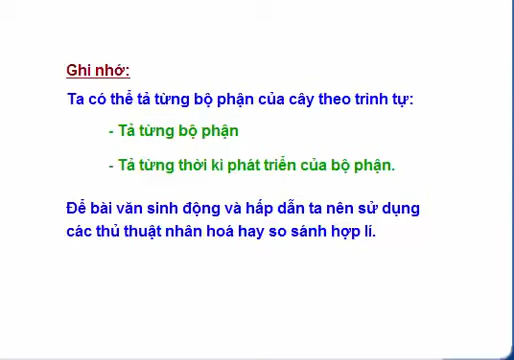 Ghi nhớ:
Ta có thể tả từng bộ phận của cây theo trình tự:
- Tả từng bộ phận
- Tả từng thời kì phát triển của bộ phận.
Để bài văn sinh động và hấp dẫn ta nên sử dụng
các thủ thuật nhân hoá hay so sánh hợp lí.